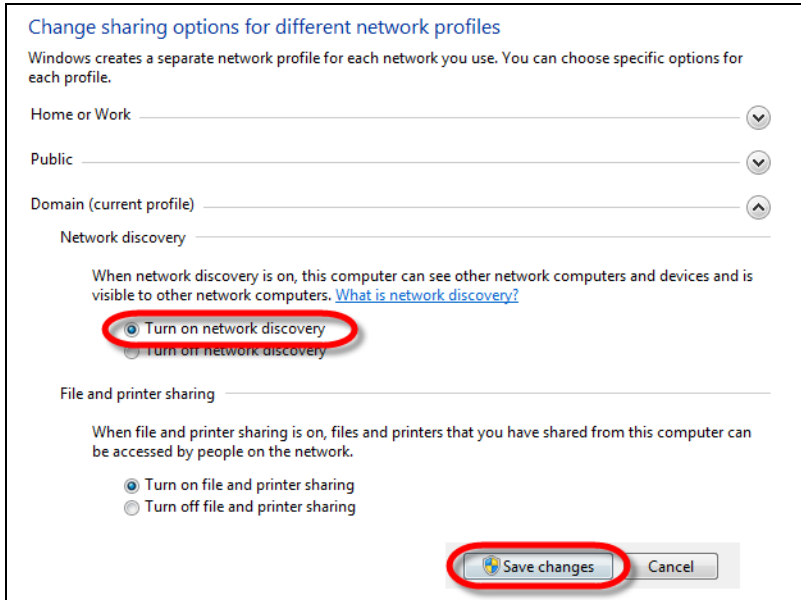 Change sharing options for different network profiles
Windows creates a separate network profile for each network you use. You can choose specific options for
each profile.
Home or Work
Public
Domain (current profile)
Network discovery
When network discovery is on, this computer can see other network computers and devices and is
visible to other network computers. What is network discovery?
Turn on network discovery
Turn off network discovery
File and printer sharing
When file and printer sharing is on, files and printers that you have shared from this computer can
be accessed by people on the network.
Turn on file and printer sharing
Turn off file and printer sharing
Save changes Cancel